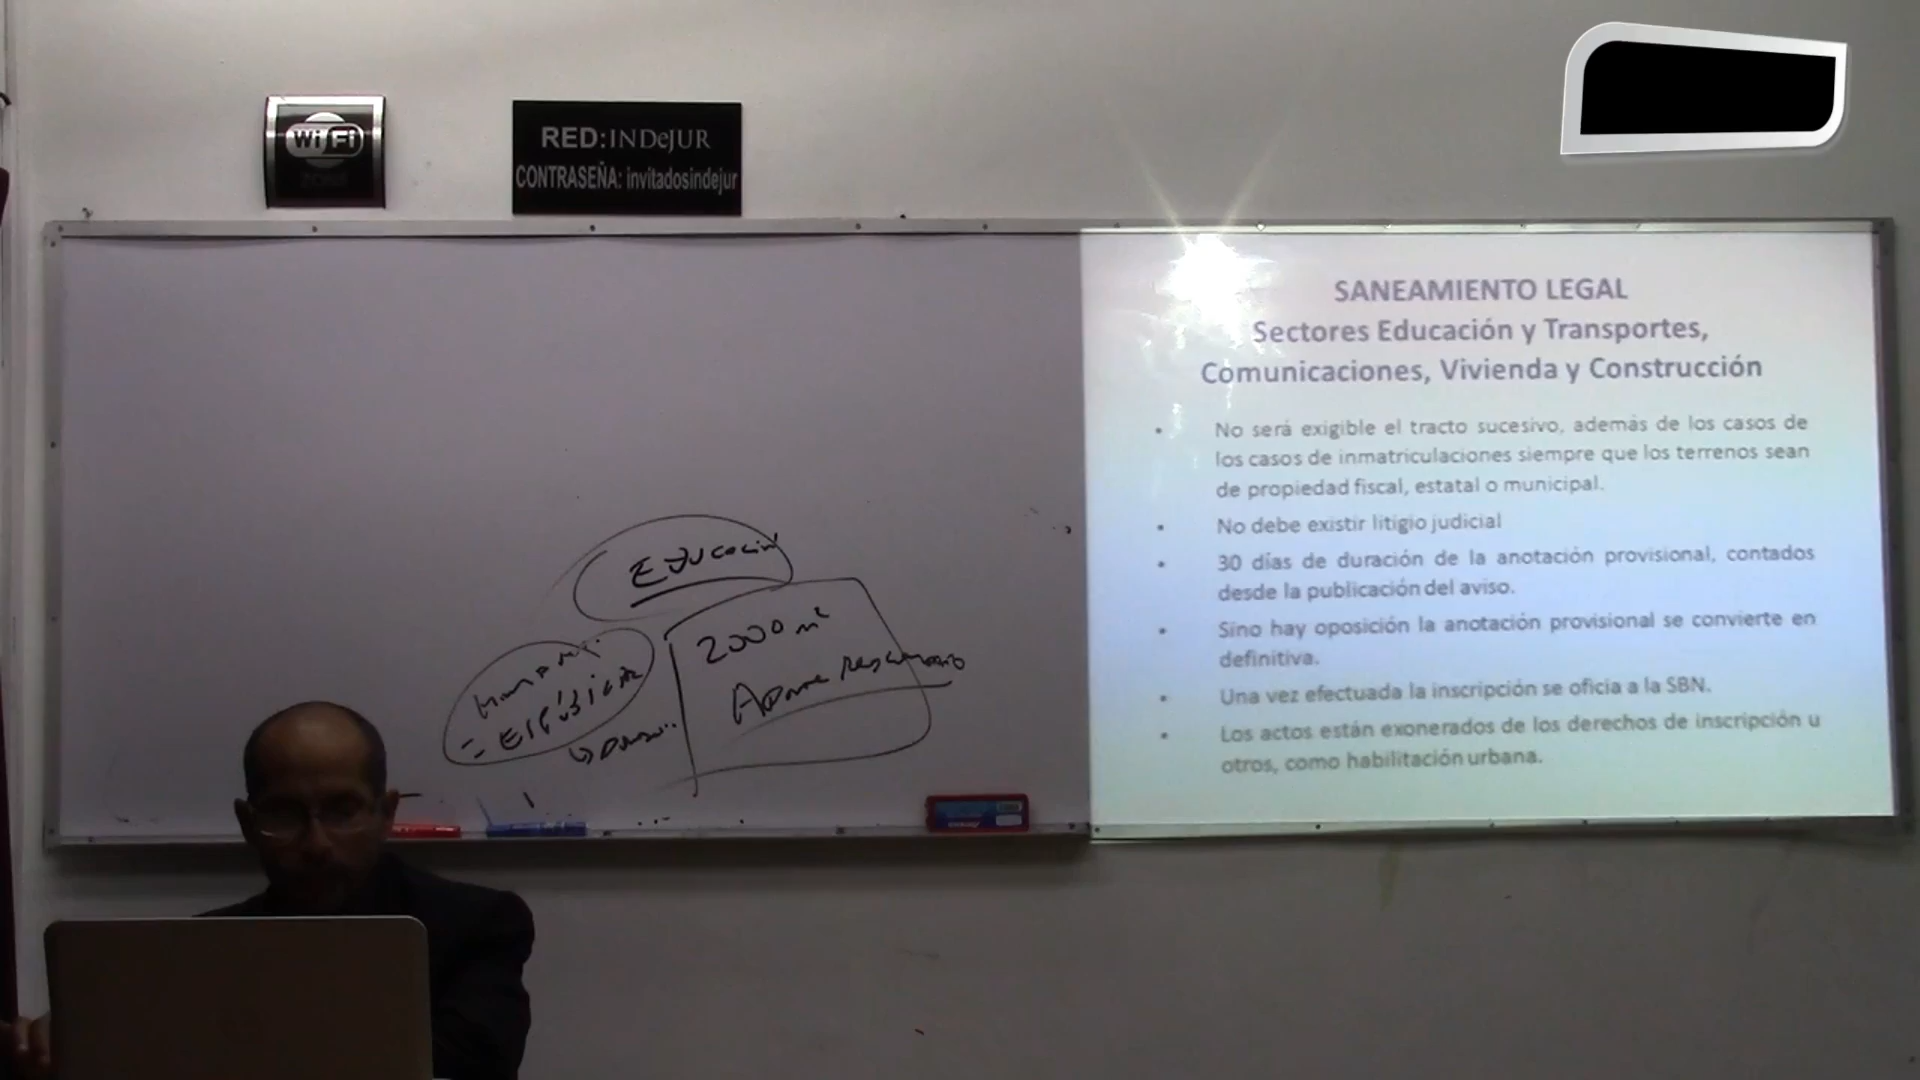 WiFi
ZONE
RED:INDeJUR
CONTRASEÑA: invitadosindejur
SANEAMIENTO LEGAL
Sectores Educación y Transportes,
Comunicaciones, Vivienda y Construcción
• No será exigible el tracto sucesivo, además de los casos de
los casos de inmatriculaciones siempre que los terrenos sean
de propiedad fiscal, estatal o municipal.
• No debe existir litigio judicial
• 30 días de duración de la anotación provisional, contados
desde la publicación del aviso.
• Sino hay oposición la anotación provisional se convierte en
definitiva.
• Una vez efectuada la inscripción se oficia a la SBN.
• Los actos están exonerados de los derechos de inscripción u
otros, como habilitación urbana.
Educación
2000 m²